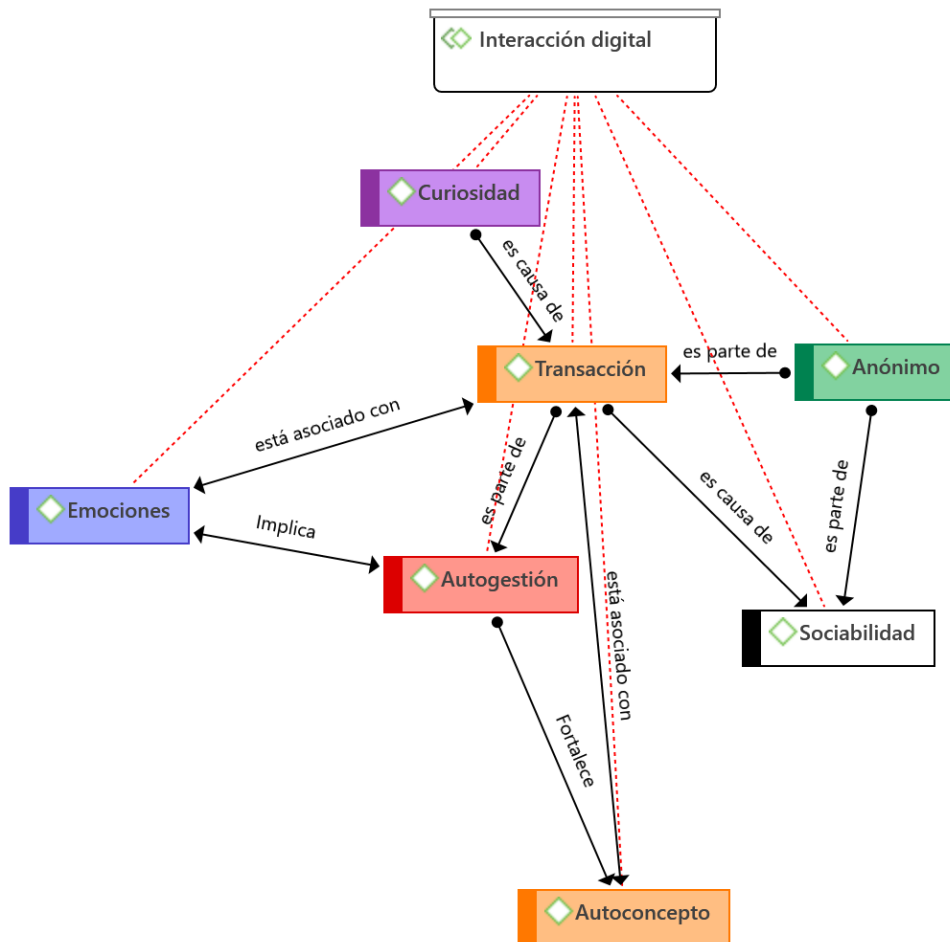 Interacción digital
Curiosidad
es causa de
Transacción
es parte de
Anónimo
está asociado con
es parte de
es causa de
es parte de
Emociones
Implica
Autogestión
está asociado con
Sociabilidad
Fortalece
Autoconcepto